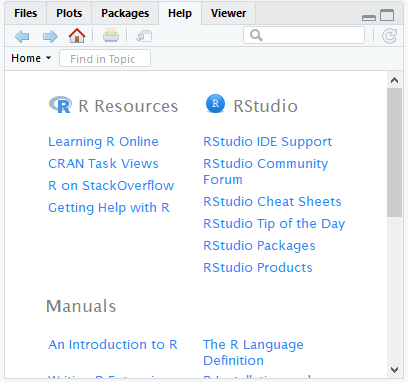 Files Plots Packages Help Viewer
Home Find in Topic
R Resources
Learning R Online
CRAN Task Views
R on StackOverflow
Getting Help with R
RStudio
RStudio IDE Support
RStudio Community
Forum
RStudio Cheat Sheets
RStudio Tip of the Day
RStudio Packages
RStudio Products
Manuals
An Introduction to R
The R Language
Definition